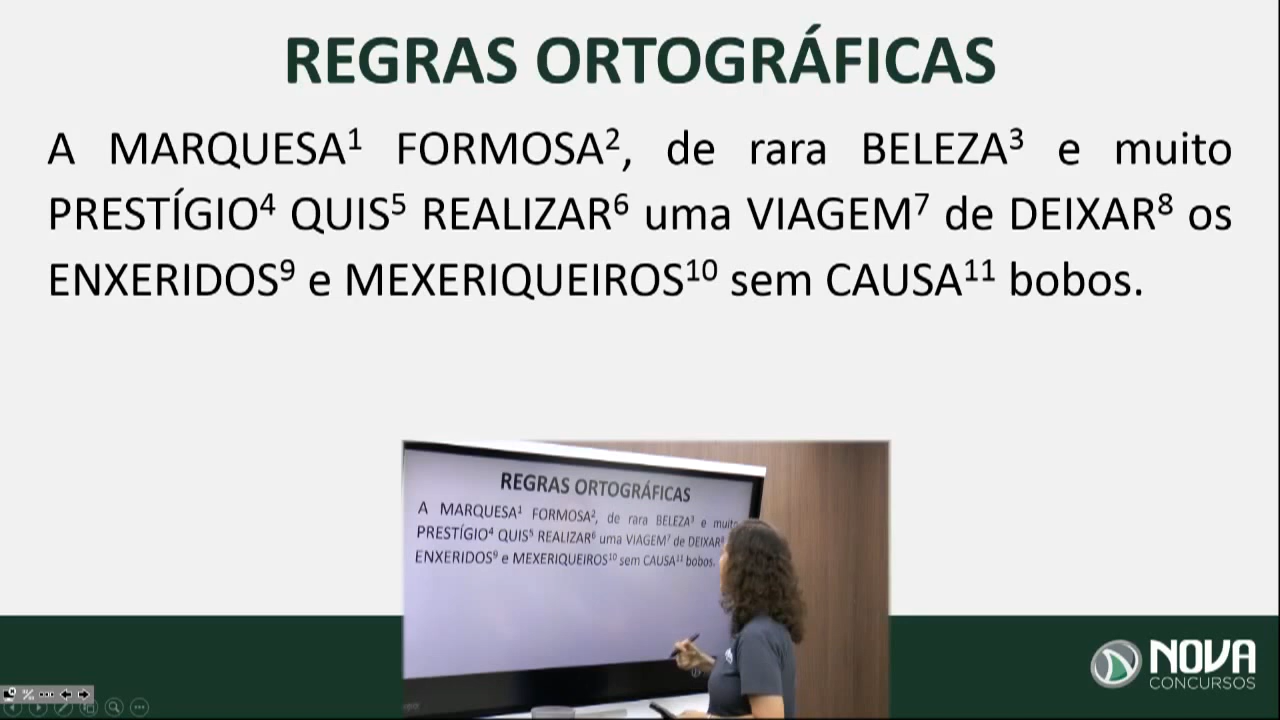 REGRAS ORTOGRÁFICAS
A MARQUESA¹ FORMOSA², de rara BELEZA³ e muito
PRESTÍGIO⁴ QUIS⁵ REALIZAR⁶ uma VIAGEM⁷ de DEIXAR⁸ os
ENXERIDOS⁹ e MEXERIQUEIROS¹⁰ sem CAUSA¹¹ bobos.
REGRAS ORTOGRÁFICAS
A MARQUESA¹ FORMOSA², de rara BELEZA³ e muito
PRESTÍGIO⁴ QUIS⁵ REALIZAR⁶ uma VIAGEM⁷ de DEIXAR⁸
ENXERIDOS⁹ e MEXERIQUEIROS¹⁰ sem CAUSA¹¹ bobos.
NOVA
CONCURSOS